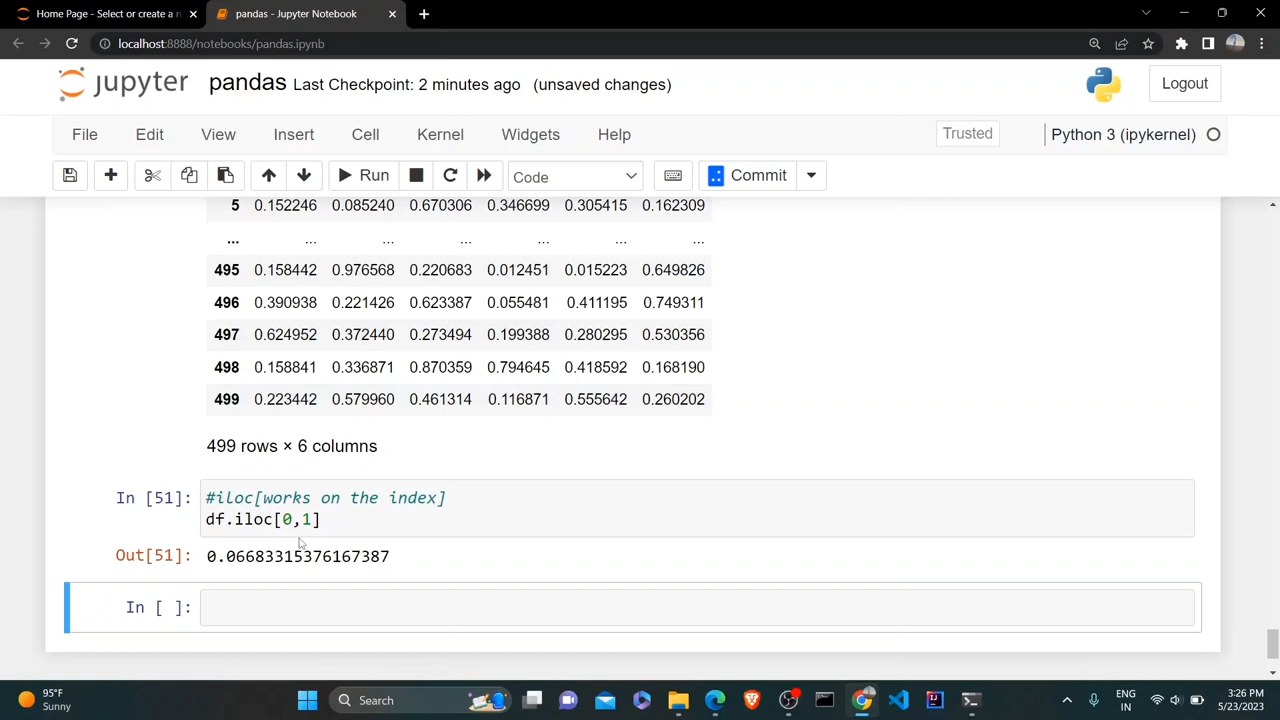 Home Page - Select or create a n
pandas - Jupyter Notebook
localhost:8888/notebooks/pandas.ipynb
jupyter pandas Last Checkpoint: 2 minutes ago (unsaved changes) Logout
File Edit View Insert Cell Kernel Widgets Help Trusted Python 3 (ipykernel)
Run Code Commit
5 0.152246 0.085240 0.670306 0.346699 0.305415 0.162309
... ... ... ... ... ... ...
495 0.158442 0.976568 0.220683 0.012451 0.015223 0.649826
496 0.390938 0.221426 0.623387 0.055481 0.411195 0.749311
497 0.624952 0.372440 0.273494 0.199388 0.280295 0.530356
498 0.158841 0.336871 0.870359 0.794645 0.418592 0.168190
499 0.223442 0.579960 0.461314 0.116871 0.555642 0.260202
499 rows × 6 columns
In [51]: #iloc[works on the index]
df.iloc[0,1]
Out[51]: 0.06683315376167387
In [ ]:
95°F
Sunny
Search
ENG
IN
3:26 PM
5/23/2023